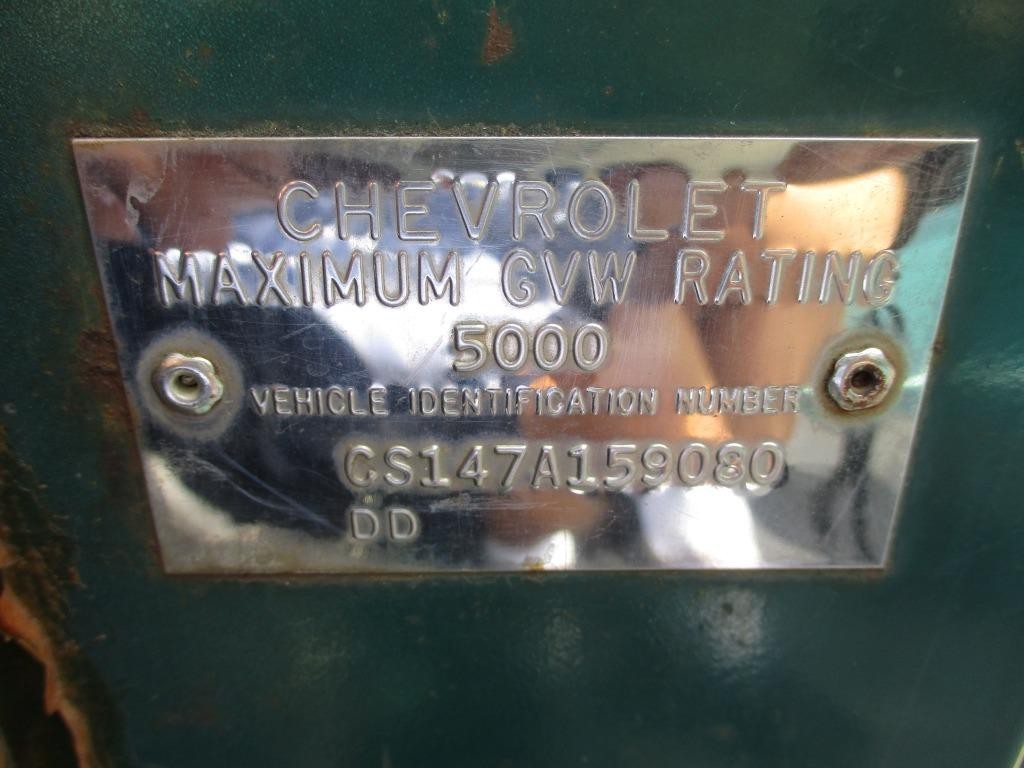 CHEVROLET
MAXIMUM GVW RATING
5000
VEHICLE IDENTIFICATION NUMBER
CS147A159080
DD